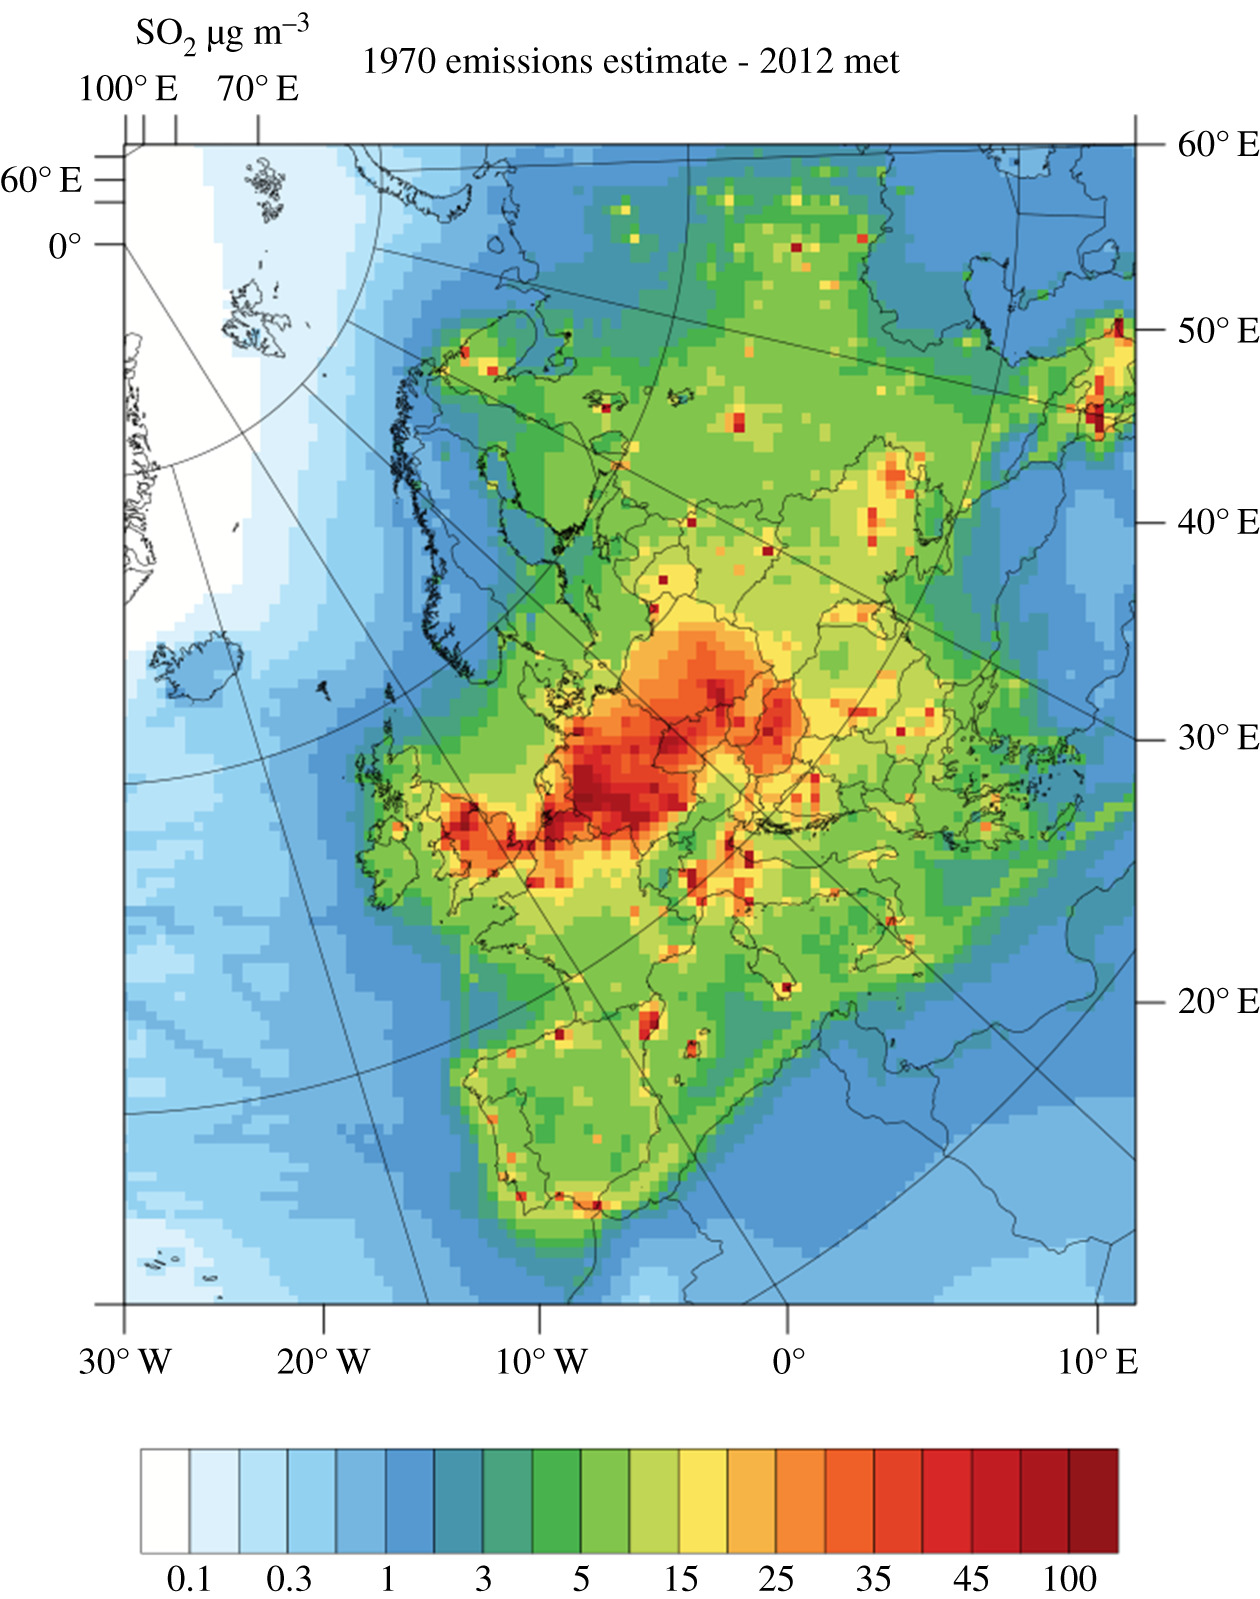 SO₂ µg m⁻³
1970 emissions estimate - 2012 met
100° E 70° E
60° E
60° E
0°
50° E
40° E
30° E
20° E
30° W 20° W 10° W 0° 10° E
0.1 0.3 1 3 5 15 25 35 45 100